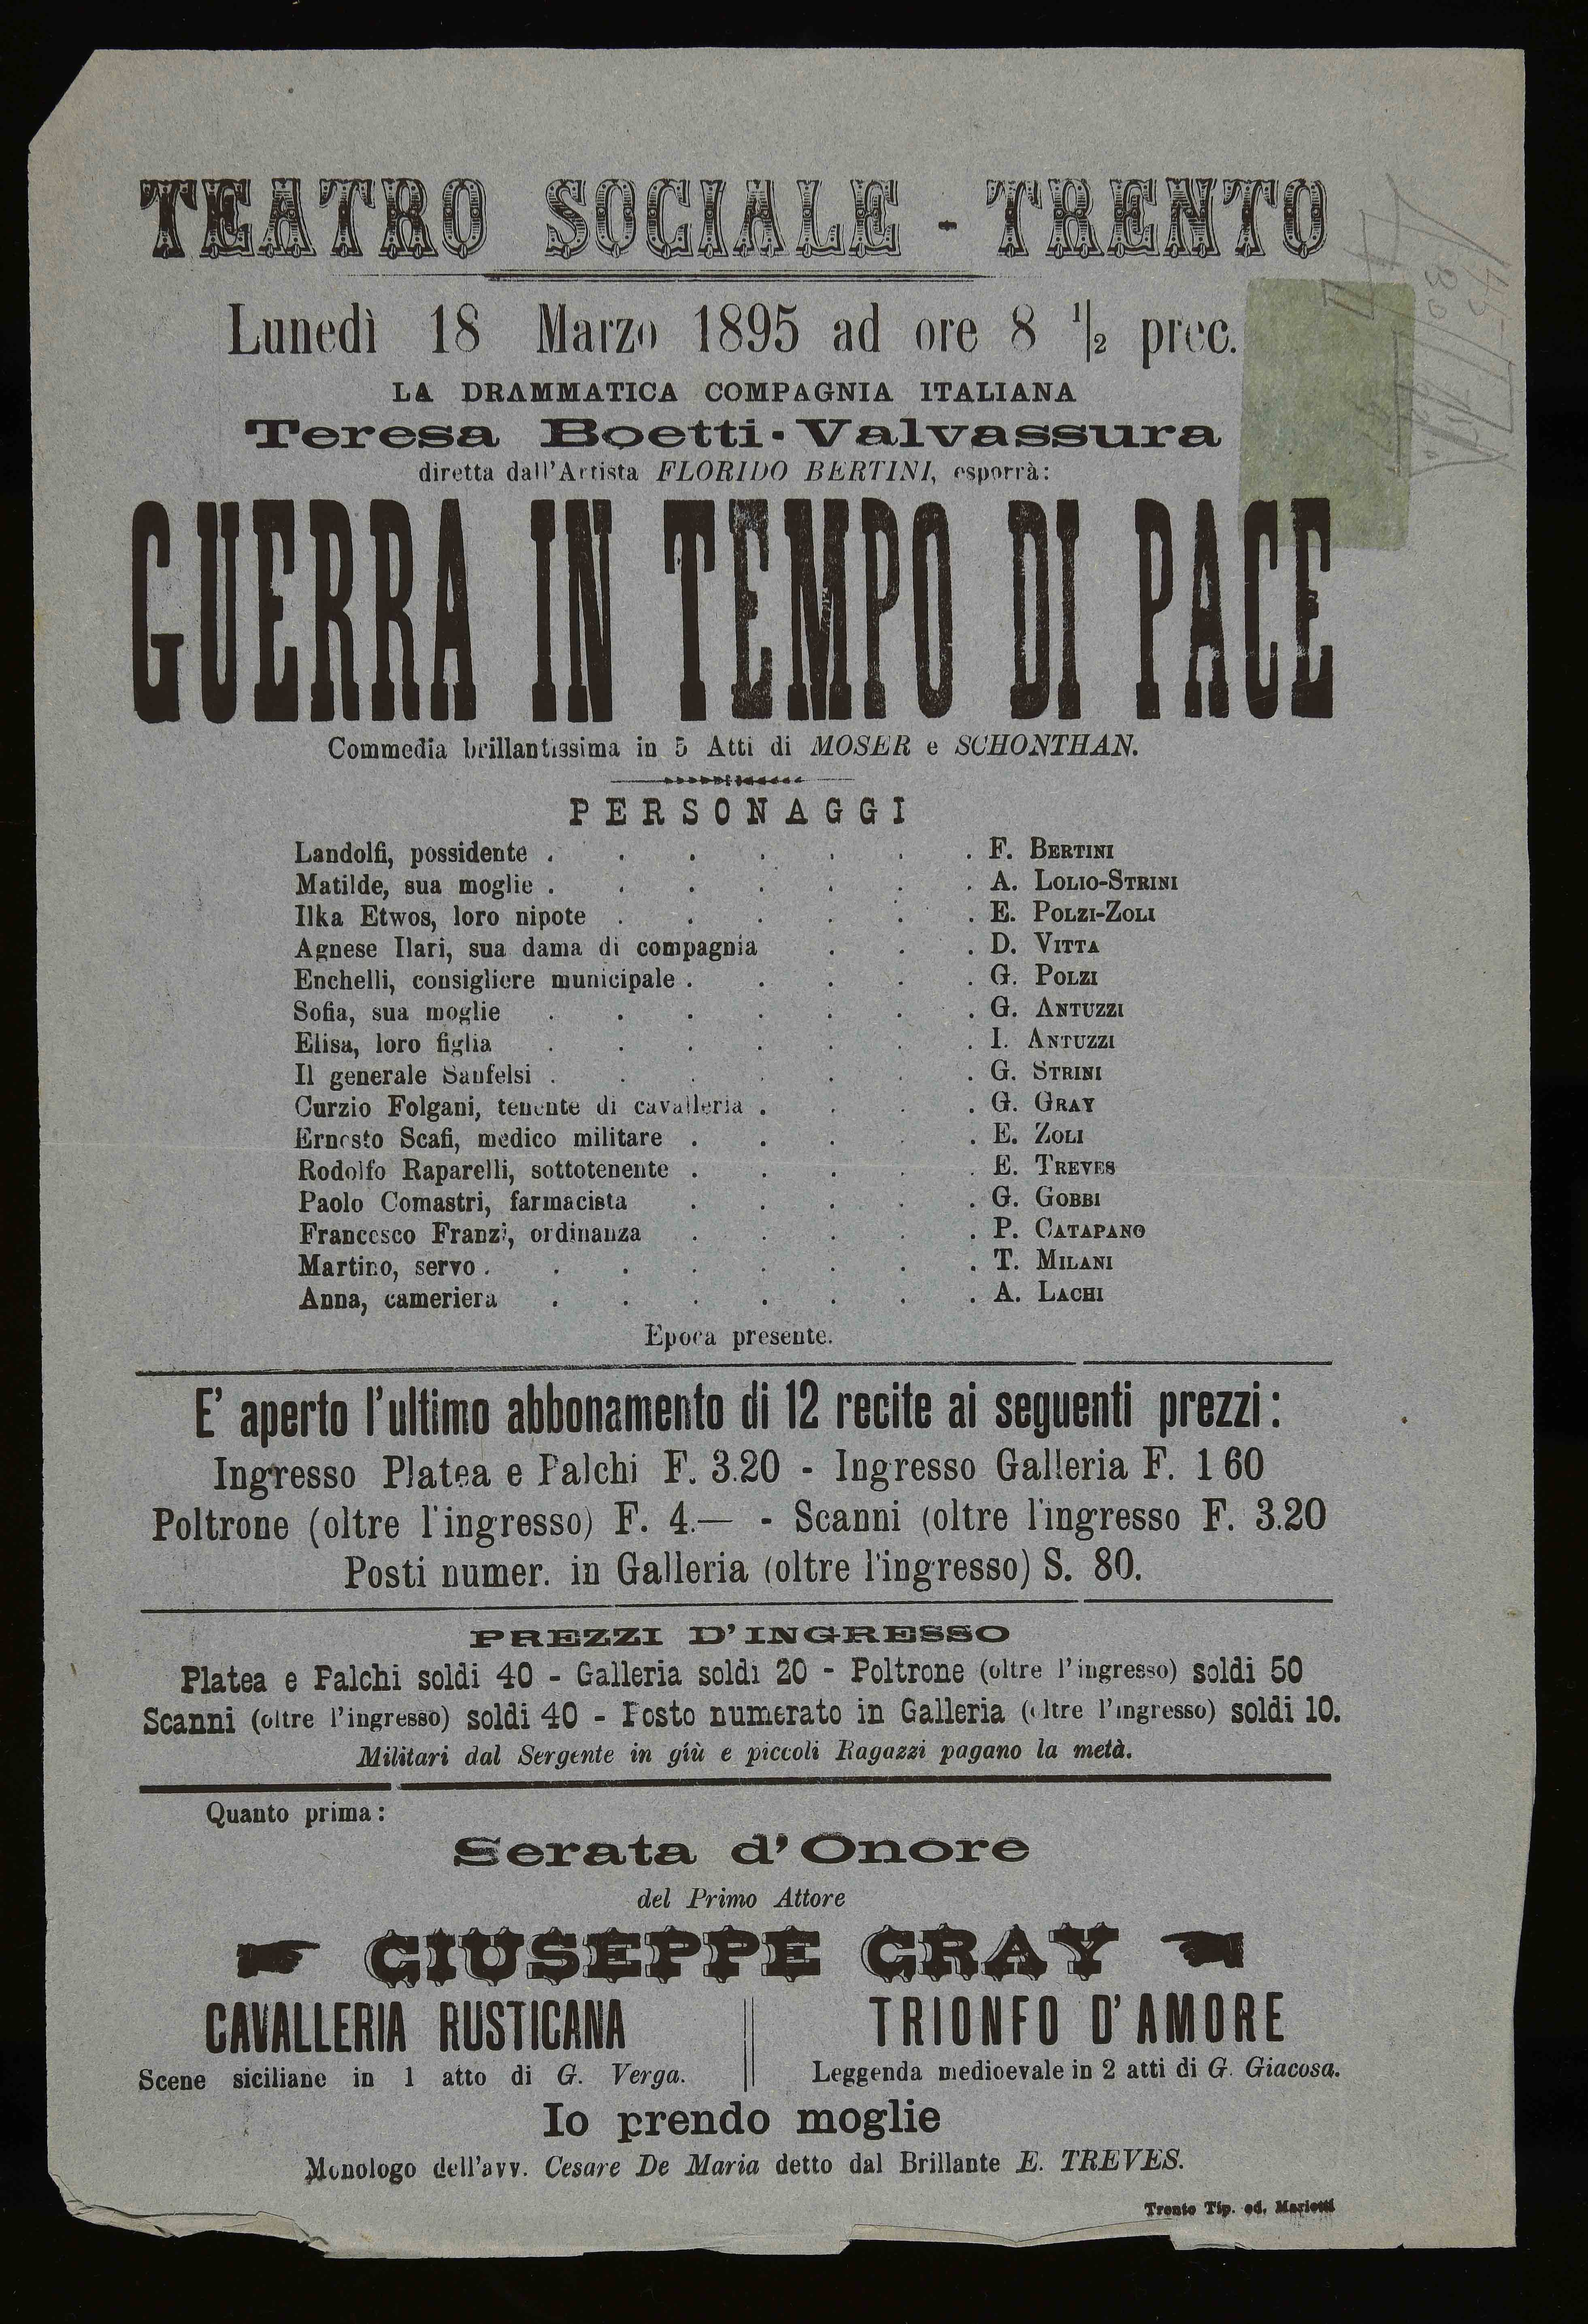 TEATRO SOCIALE - TRENTO
Lunedì 18 Marzo 1895 ad ore 8 1/2 prec.
LA DRAMMATICA COMPAGNIA ITALIANA
Teresa Boetti-Valvassura
diretta dall'Artista FLORIDO BERTINI, esporrà:
GUERRA IN TEMPO DI PACE
Commedia brillantissima in 5 Atti di MOSER e SCHONTHAN.
PERSONAGGI
Landolfi, possidente . . . . . . . F. BERTINI
Matilde, sua moglie . . . . . . . A. LOLIO-STRINI
Ilka Etwos, loro nipote . . . . . . E. POLZI-ZOLI
Agnese Ilari, sua dama di compagnia . . . D. VITTA
Enchelli, consigliere municipale . . . . . G. POLZI
Sofia, sua moglie . . . . . . . G. ANTUZZI
Elisa, loro figlia . . . . . . . I. ANTUZZI
Il generale Sanfelsi . . . . . . . G. STRINI
Curzio Folgani, tenente di cavalleria . . . . G. GRAY
Ernesto Scafi, medico militare . . . . . E. ZOLI
Rodolfo Raparelli, sottotenente . . . . . E. TREVES
Paolo Comastri, farmacista . . . . . G. GOBBI
Francesco Franzi, ordinanza . . . . . P. CATAPANO
Martino, servo . . . . . . . . T. MILANI
Anna, cameriera . . . . . . . A. LACHI
Epoca presente.
E' aperto l'ultimo abbonamento di 12 recite ai seguenti prezzi:
Ingresso Platea e Palchi F. 3.20 - Ingresso Galleria F. 1 60
Poltrone (oltre l'ingresso) F. 4.— - Scanni (oltre l'ingresso F. 3.20
Posti numer. in Galleria (oltre l'ingresso) S. 80.
PREZZI D'INGRESSO
Platea e Palchi soldi 40 - Galleria soldi 20 - Poltrone (oltre l'ingresso) soldi 50
Scanni (oltre l'ingresso) soldi 40 - Posto numerato in Galleria (oltre l'ingresso) soldi 10.
Militari dal Sergente in giù e piccoli Ragazzi pagano la metà.
Quanto prima:
Serata d'Onore
del Primo Attore
GIUSEPPE GRAY
CAVALLERIA RUSTICANA
Scene siciliane in 1 atto di G. Verga.
TRIONFO D'AMORE
Leggenda medioevale in 2 atti di G. Giacosa.
Io prendo moglie
Monologo dell'avv. Cesare De Maria detto dal Brillante E. TREVES.
Trento Tip. ed. Marietti